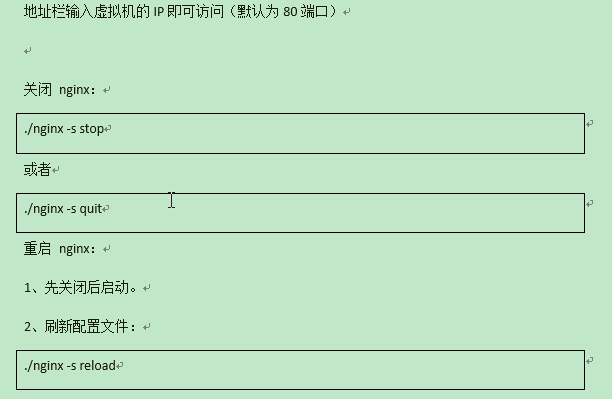 地址栏输入虚拟机的 IP 即可访问（默认为 80 端口）
关闭 nginx：
./nginx -s stop
或者
./nginx -s quit
重启 nginx：
1、先关闭后启动。
2、刷新配置文件：
./nginx -s reload